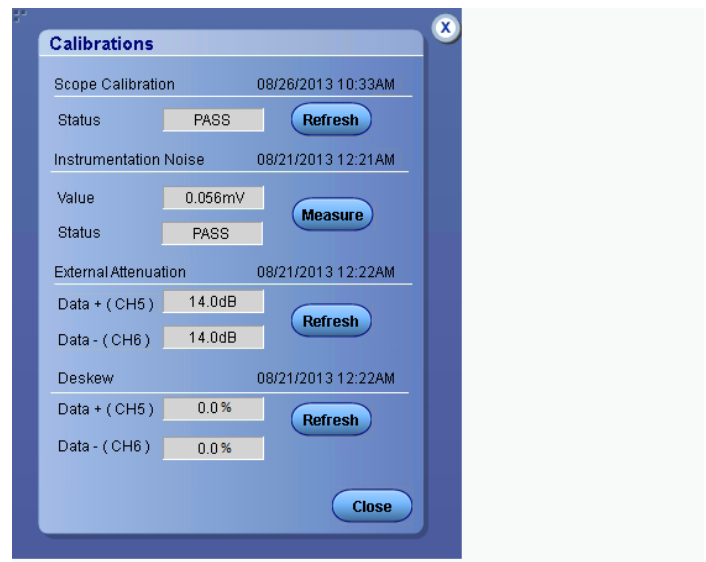 X
Calibrations
Scope Calibration 08/26/2013 10:33AM
Status PASS Refresh
Instrumentation Noise 08/21/2013 12:21AM
Value 0.056mV
Measure
Status PASS
External Attenuation 08/21/2013 12:22AM
Data + ( CH5 ) 14.0dB
Refresh
Data - ( CH6 ) 14.0dB
Deskew 08/21/2013 12:22AM
Data + ( CH5 ) 0.0%
Refresh
Data - ( CH6 ) 0.0%
Close